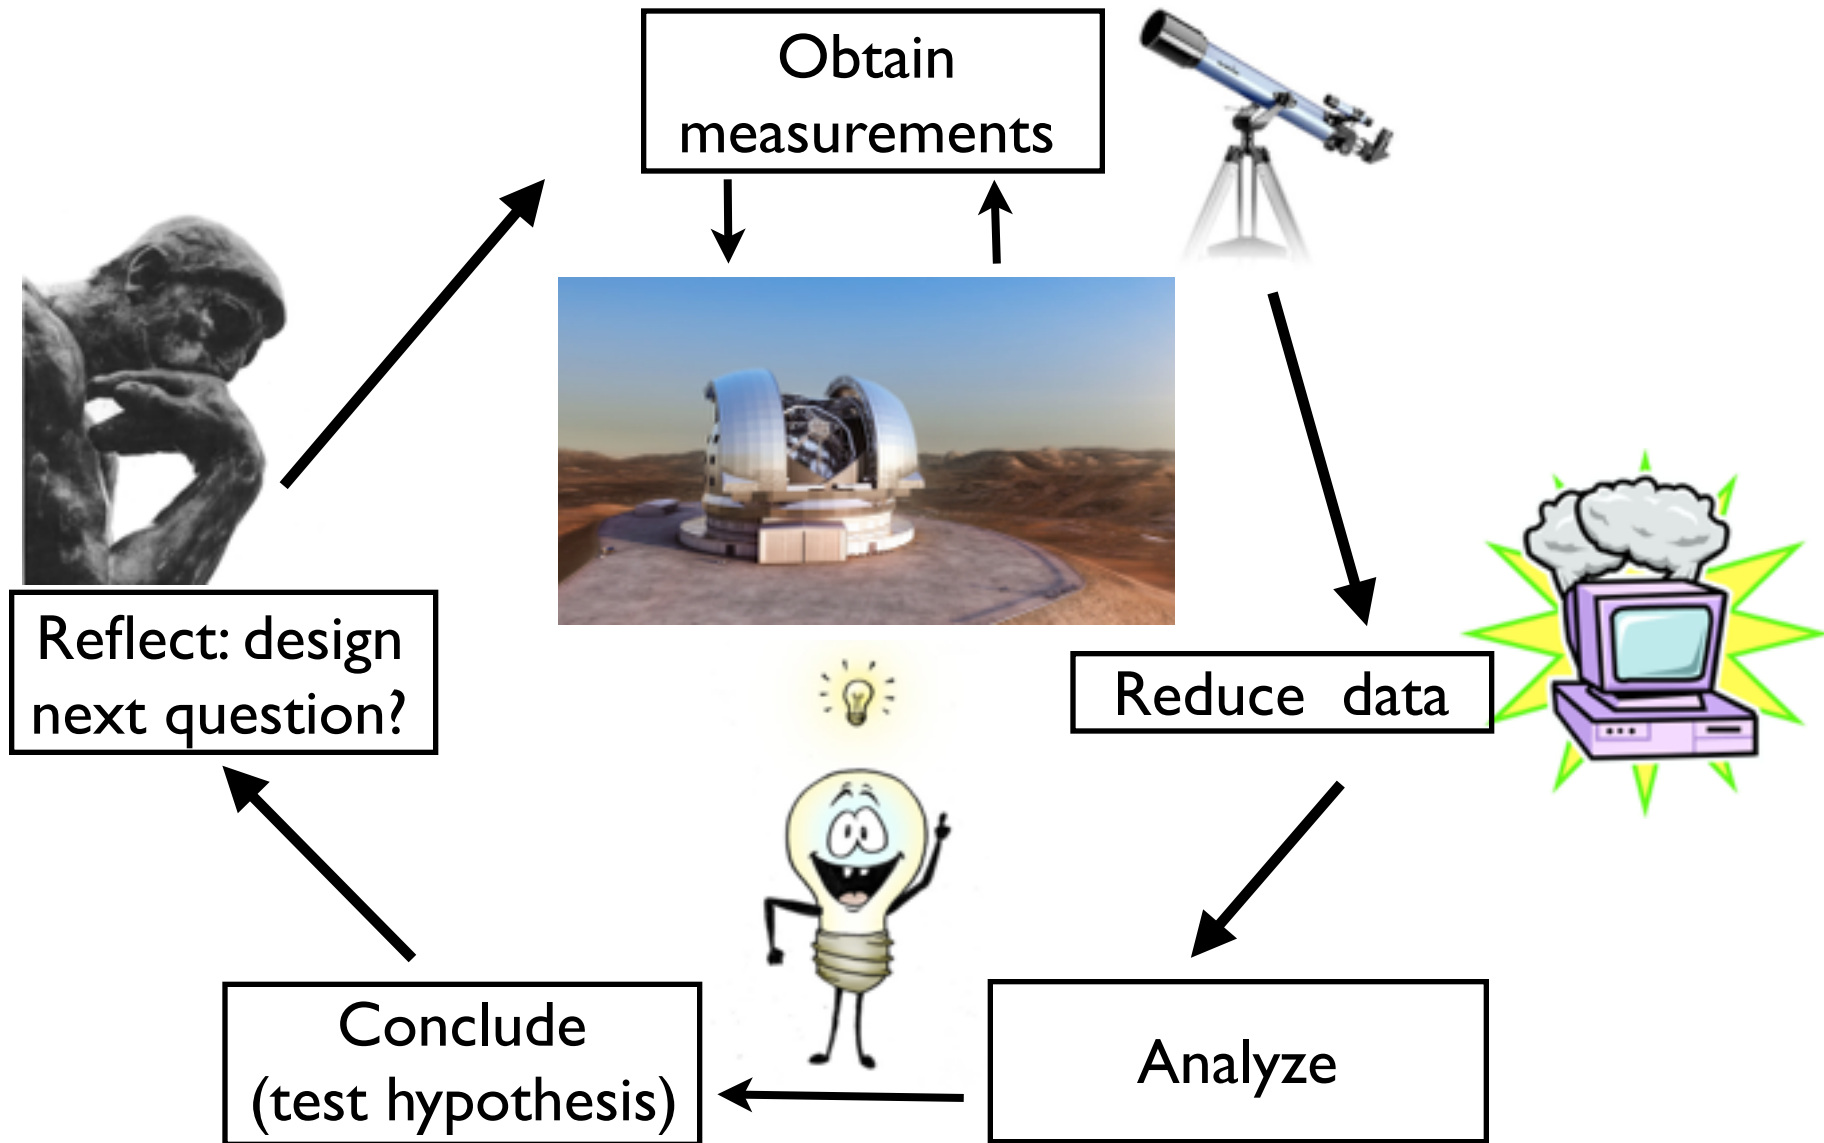 Obtain
measurements
Reflect: design
next question?
Reduce data
Conclude
(test hypothesis)
Analyze